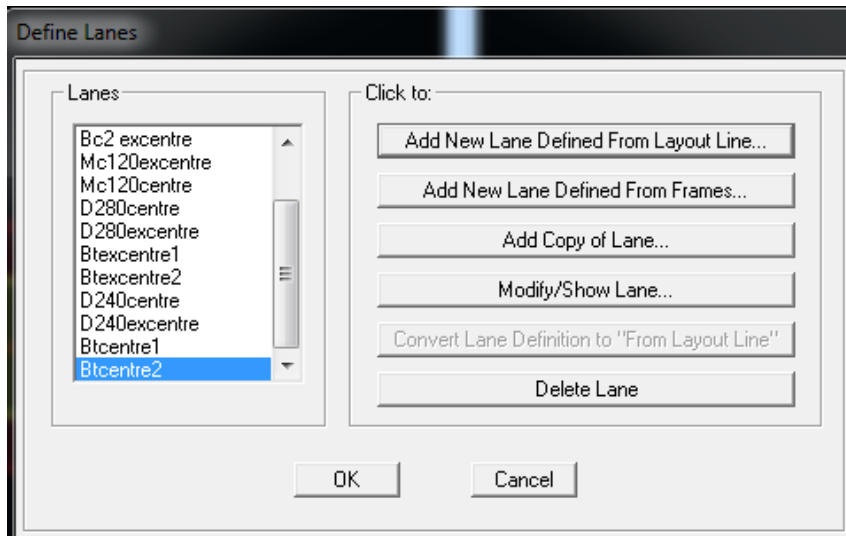 Define Lanes
Lanes
Bc2 excentre
Mc120excentre
Mc120centre
D280centre
D280excentre
Btexcentre1
Btexcentre2
D240centre
D240excentre
Btcentre1
Btcentre2
Click to:
Add New Lane Defined From Layout Line...
Add New Lane Defined From Frames...
Add Copy of Lane...
Modify/Show Lane...
Convert Lane Definition to "From Layout Line"
Delete Lane
OK
Cancel